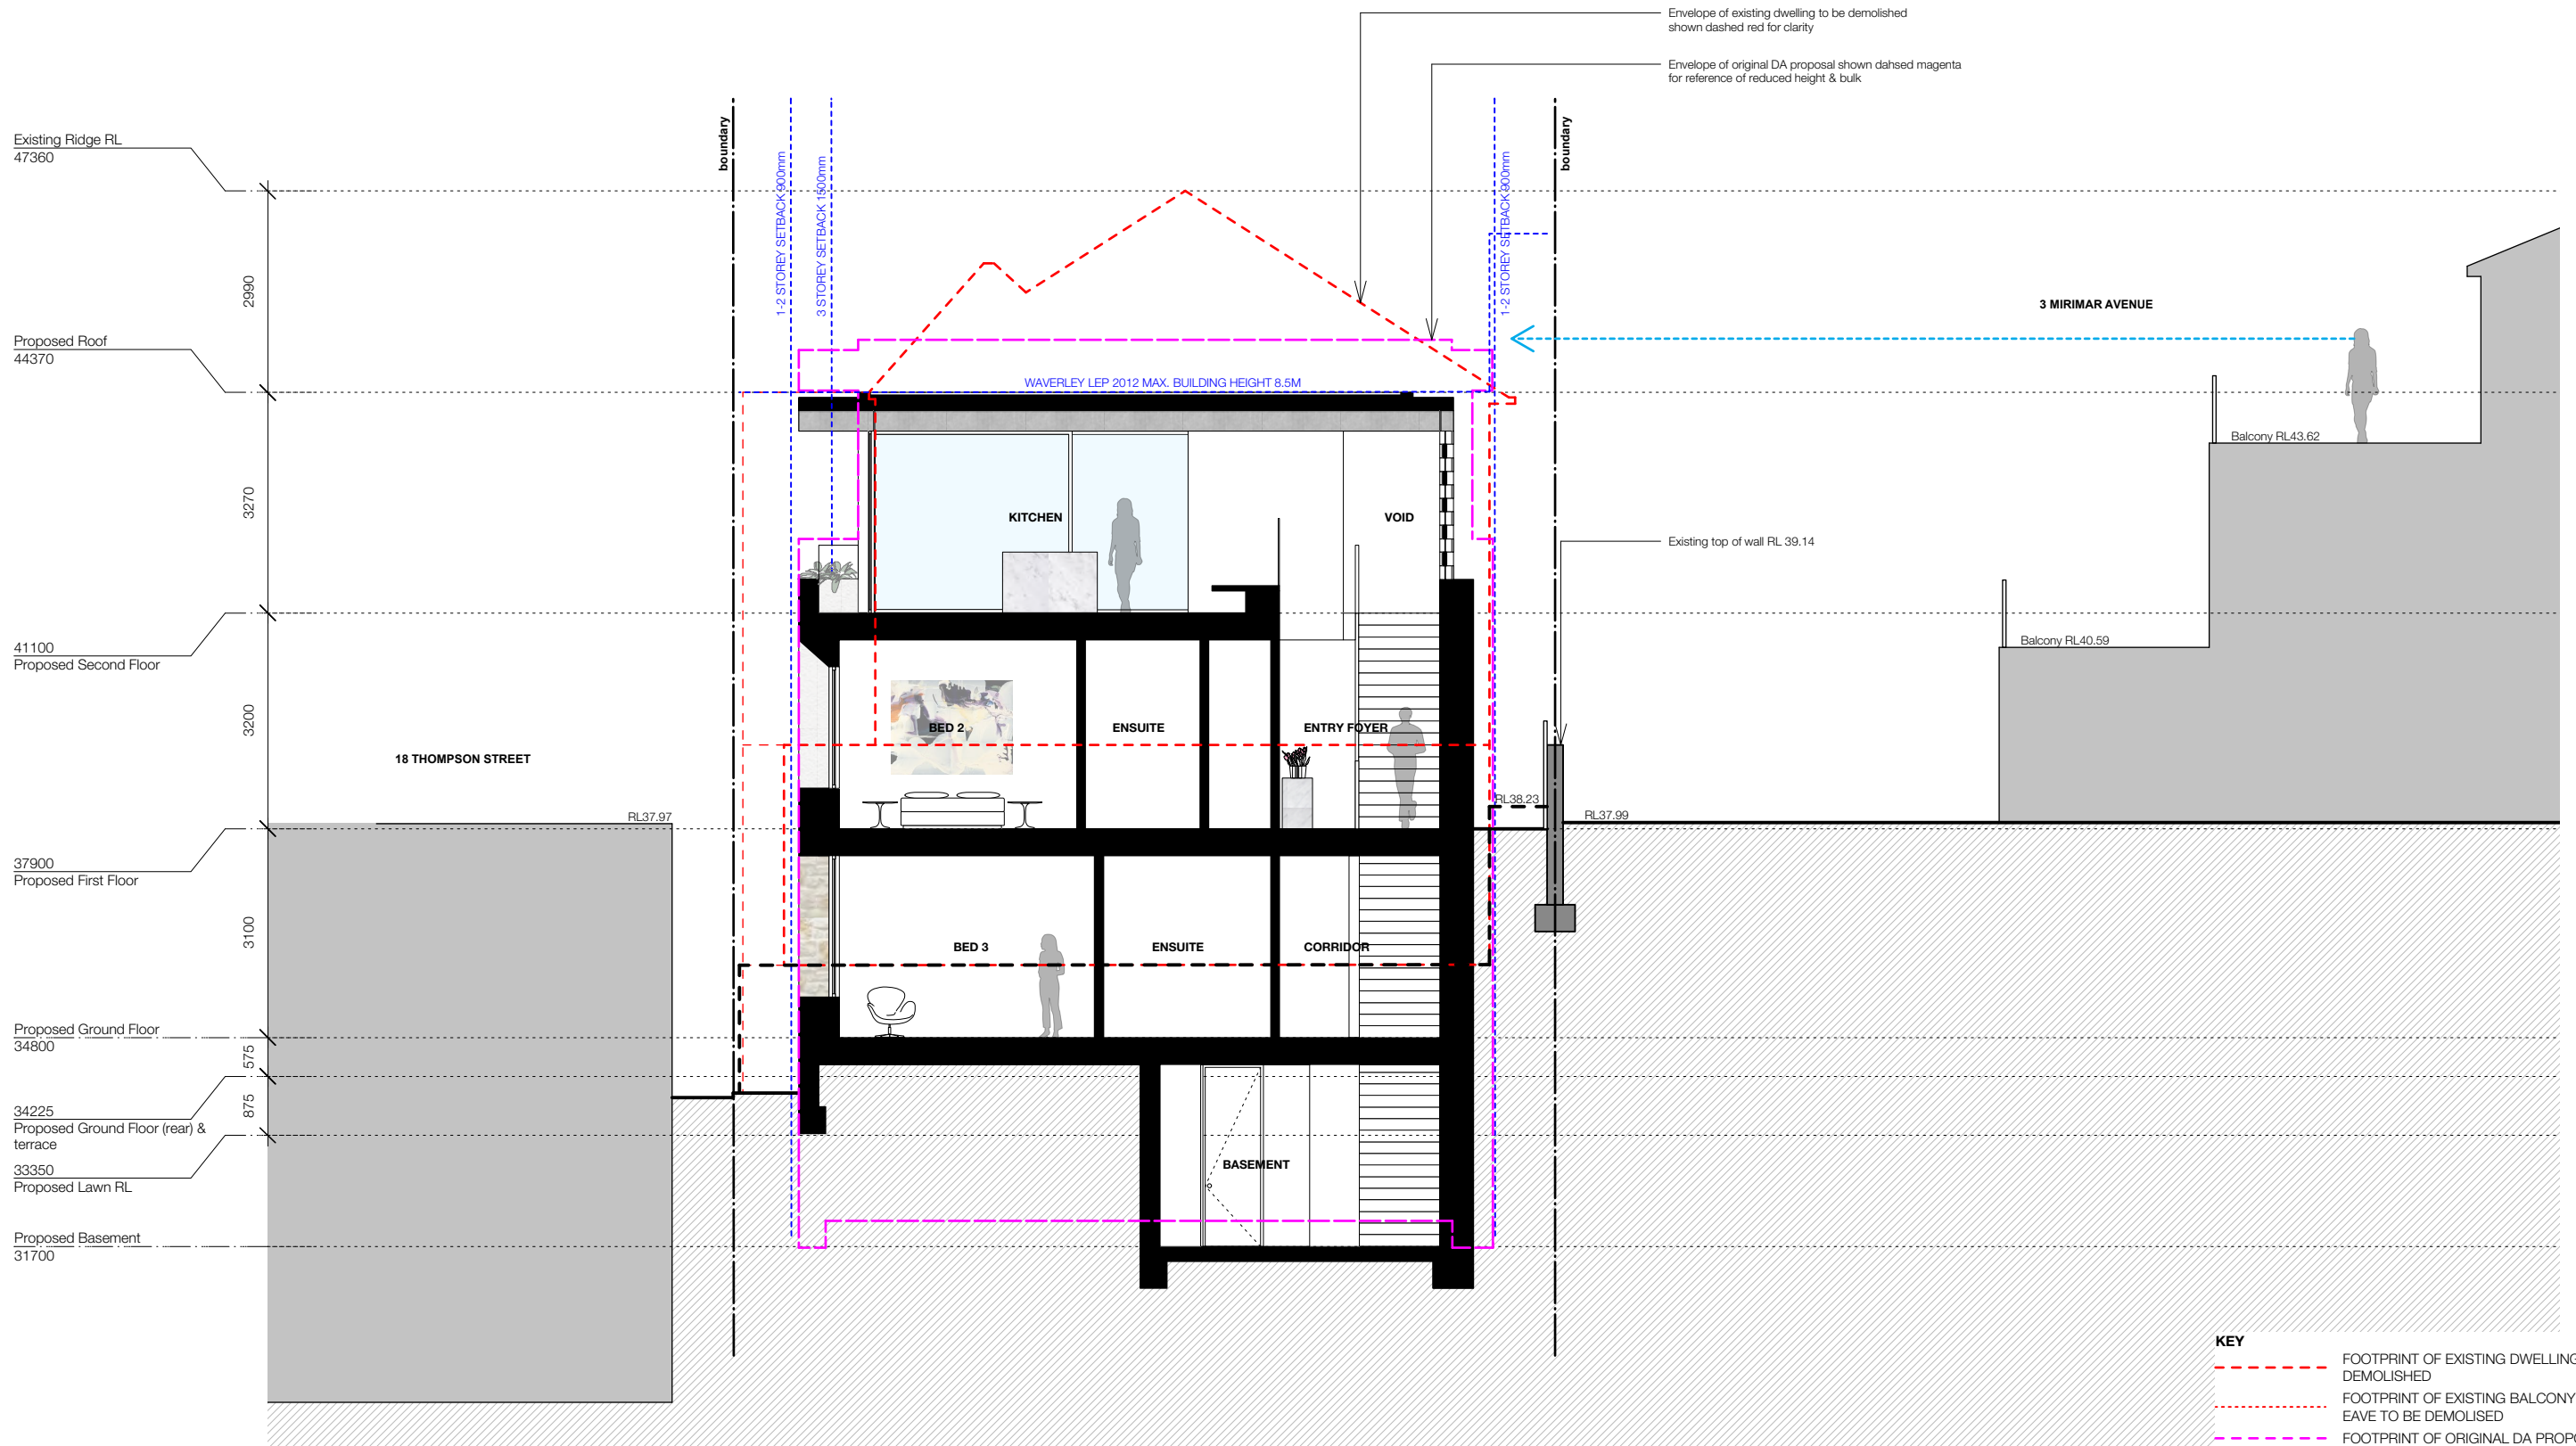 Envelope of existing dwelling to be demolished
shown dashed red for clarity
Envelope of original DA proposal shown dahsed magenta
for reference of reduced height & bulk
Existing Ridge RL
47360
2990
Proposed Roof
44370
3270
41100
Proposed Second Floor
3200
37900
Proposed First Floor
3100
Proposed Ground Floor
34800
575
34225
Proposed Ground Floor (rear) &
terrace
875
33350
Proposed Lawn RL
Proposed Basement
31700
boundary
1-2 STOREY SETBACK 900mm
3 STOREY SETBACK 1500mm
1-2 STOREY SETBACK 900mm
boundary
WAVERLEY LEP 2012 MAX. BUILDING HEIGHT 8.5M
3 MIRIMAR AVENUE
Balcony RL43.62
KITCHEN
VOID
Existing top of wall RL 39.14
Balcony RL40.59
BED 2
ENSUITE
ENTRY FOYER
18 THOMPSON STREET
RL37.97
RL38.23
RL37.99
BED 3
ENSUITE
CORRIDOR
BASEMENT
KEY
FOOTPRINT OF EXISTING DWELLING
DEMOLISHED
FOOTPRINT OF EXISTING BALCONY
EAVE TO BE DEMOLISED
FOOTPRINT OF ORIGINAL DA PROPO